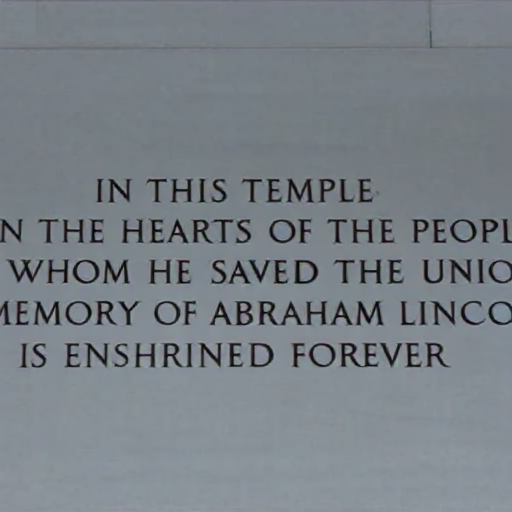 IN THIS TEMPLE
N THE HEARTS OF THE PEOPL
WHOM HE SAVED THE UNIO
MEMORY OF ABRAHAM LINCO
IS ENSHRINED FOREVER